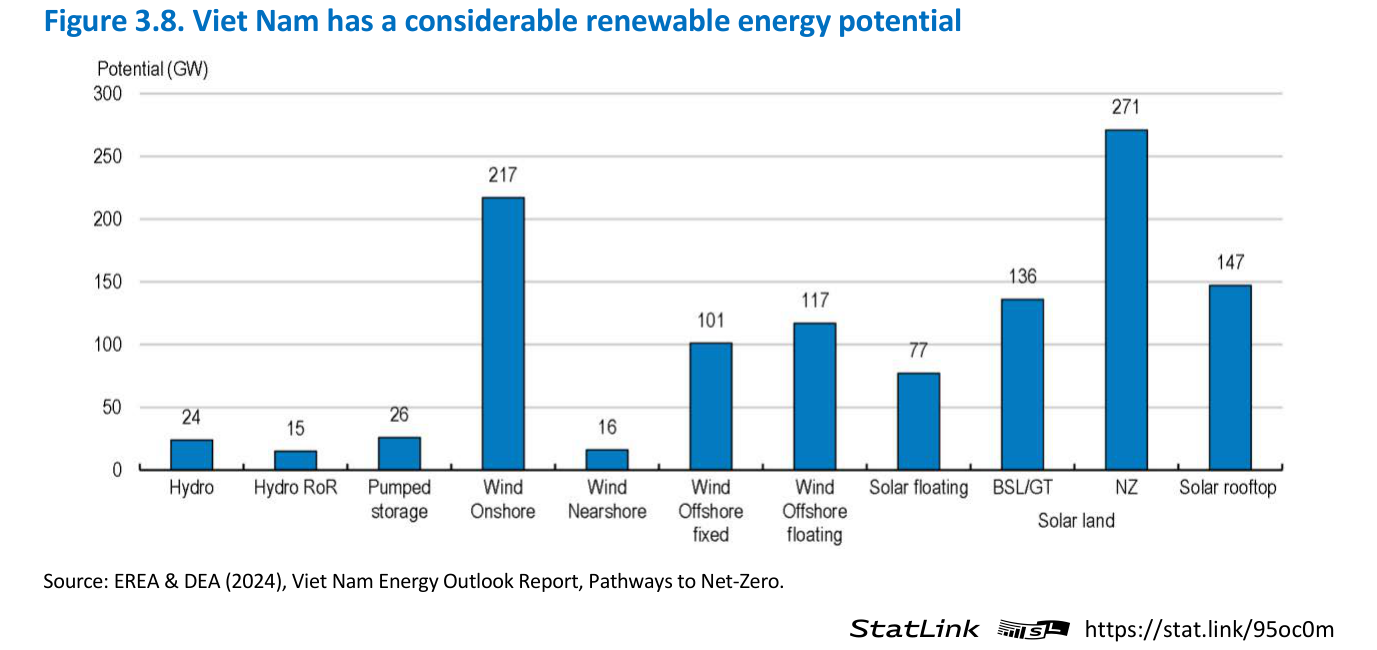 Figure 3.8. Viet Nam has a considerable renewable energy potential
Potential (GW)
300
250
200
150
100
50
0
24
15
26
217
16
101
117
77
136
271
147
Hydro
Hydro RoR
Pumped
storage
Wind
Onshore
Wind
Nearshore
Wind
Offshore
fixed
Wind
Offshore
floating
Solar floating
BSL/GT
NZ
Solar land
Solar rooftop
Source: EREA & DEA (2024), Viet Nam Energy Outlook Report, Pathways to Net-Zero.
StatLink SL https://stat.link/95oc0m